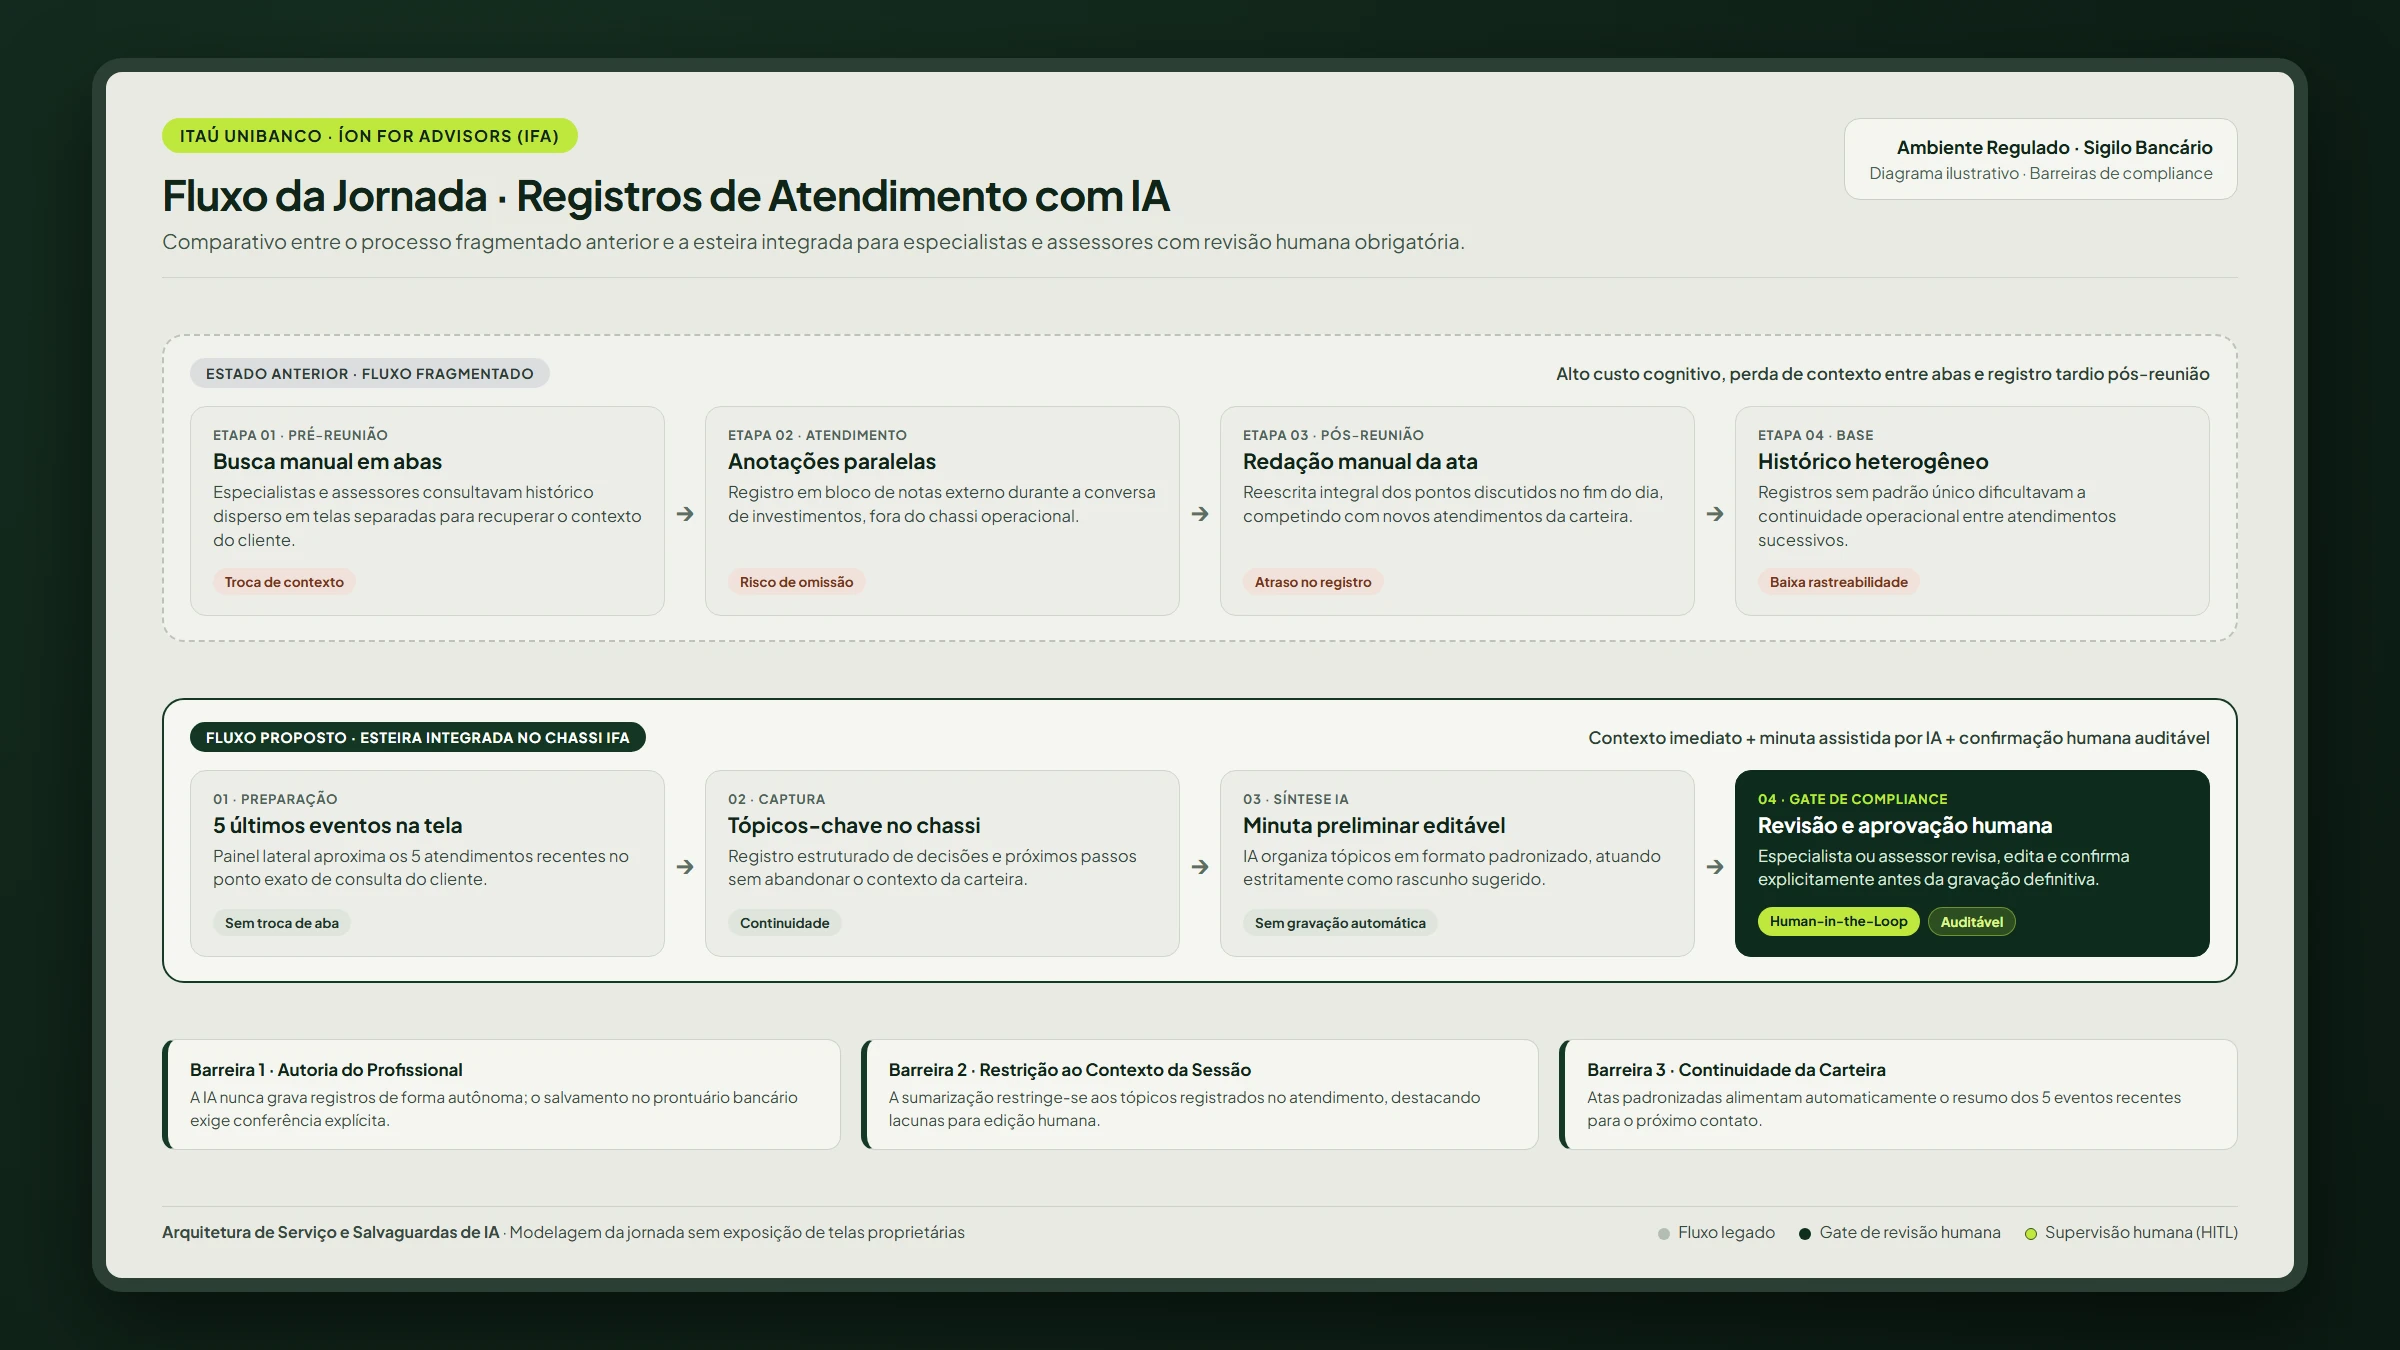 ITAÚ UNIBANCO · ÍON FOR ADVISORS (IFA)
Fluxo da Jornada · Registros de Atendimento com IA
Comparativo entre o processo fragmentado anterior e a esteira integrada para especialistas e assessores com revisão humana obrigatória.
Ambiente Regulado · Sigilo Bancário
Diagrama ilustrativo · Barreiras de compliance
ESTADO ANTERIOR · FLUXO FRAGMENTADO
Alto custo cognitivo, perda de contexto entre abas e registro tardio pós-reunião
ETAPA 01 · PRÉ-REUNIÃO
Busca manual em abas
Especialistas e assessores consultavam histórico
disperso em telas separadas para recuperar o contexto
do cliente.
Troca de contexto
→
ETAPA 02 · ATENDIMENTO
Anotações paralelas
Registro em bloco de notas externo durante a conversa
de investimentos, fora do chassi operacional.
Risco de omissão
→
ETAPA 03 · PÓS-REUNIÃO
Redação manual da ata
Reescrita integral dos pontos discutidos no fim do dia,
competindo com novos atendimentos da carteira.
Atraso no registro
→
ETAPA 04 · BASE
Histórico heterogêneo
Registros sem padrão único dificultavam a
continuidade operacional entre atendimentos
sucessivos.
Baixa rastreabilidade
FLUXO PROPOSTO · ESTEIRA INTEGRADA NO CHASSI IFA
Contexto imediato + minuta assistida por IA + confirmação humana auditável
01 · PREPARAÇÃO
5 últimos eventos na tela
Painel lateral aproxima os 5 atendimentos recentes no
ponto exato de consulta do cliente.
Sem troca de aba
→
02 · CAPTURA
Tópicos-chave no chassi
Registro estruturado de decisões e próximos passos
sem abandonar o contexto da carteira.
Continuidade
→
03 · SÍNTESE IA
Minuta preliminar editável
IA organiza tópicos em formato padronizado, atuando
estritamente como rascunho sugerido.
Sem gravação automática
→
04 · GATE DE COMPLIANCE
Revisão e aprovação humana
Especialista ou assessor revisa, edita e confirma
explicitamente antes da gravação definitiva.
Human-in-the-Loop
Auditável
Barreira 1 · Autoria do Profissional
A IA nunca grava registros de forma autônoma; o salvamento no prontuário bancário
exige conferência explícita.
Barreira 2 · Restrição ao Contexto da Sessão
A sumarização restringe-se aos tópicos registrados no atendimento, destacando
lacunas para edição humana.
Barreira 3 · Continuidade da Carteira
Atas padronizadas alimentam automaticamente o resumo dos 5 eventos recentes
para o próximo contato.
Arquitetura de Serviço e Salvaguardas de IA · Modelagem da jornada sem exposição de telas proprietárias
Fluxo legado
Gate de revisão humana
Supervisão humana (HITL)